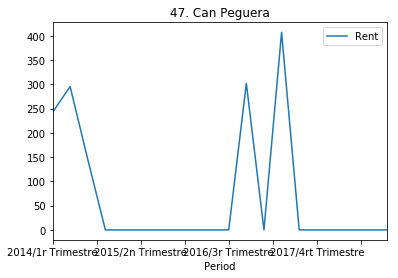 47. Can Peguera
Rent
400
350
300
250
200
150
100
50
0
2014/1r Trimestre 2015/2n Trimestre 2016/3r Trimestre 2017/4rt Trimestre
Period